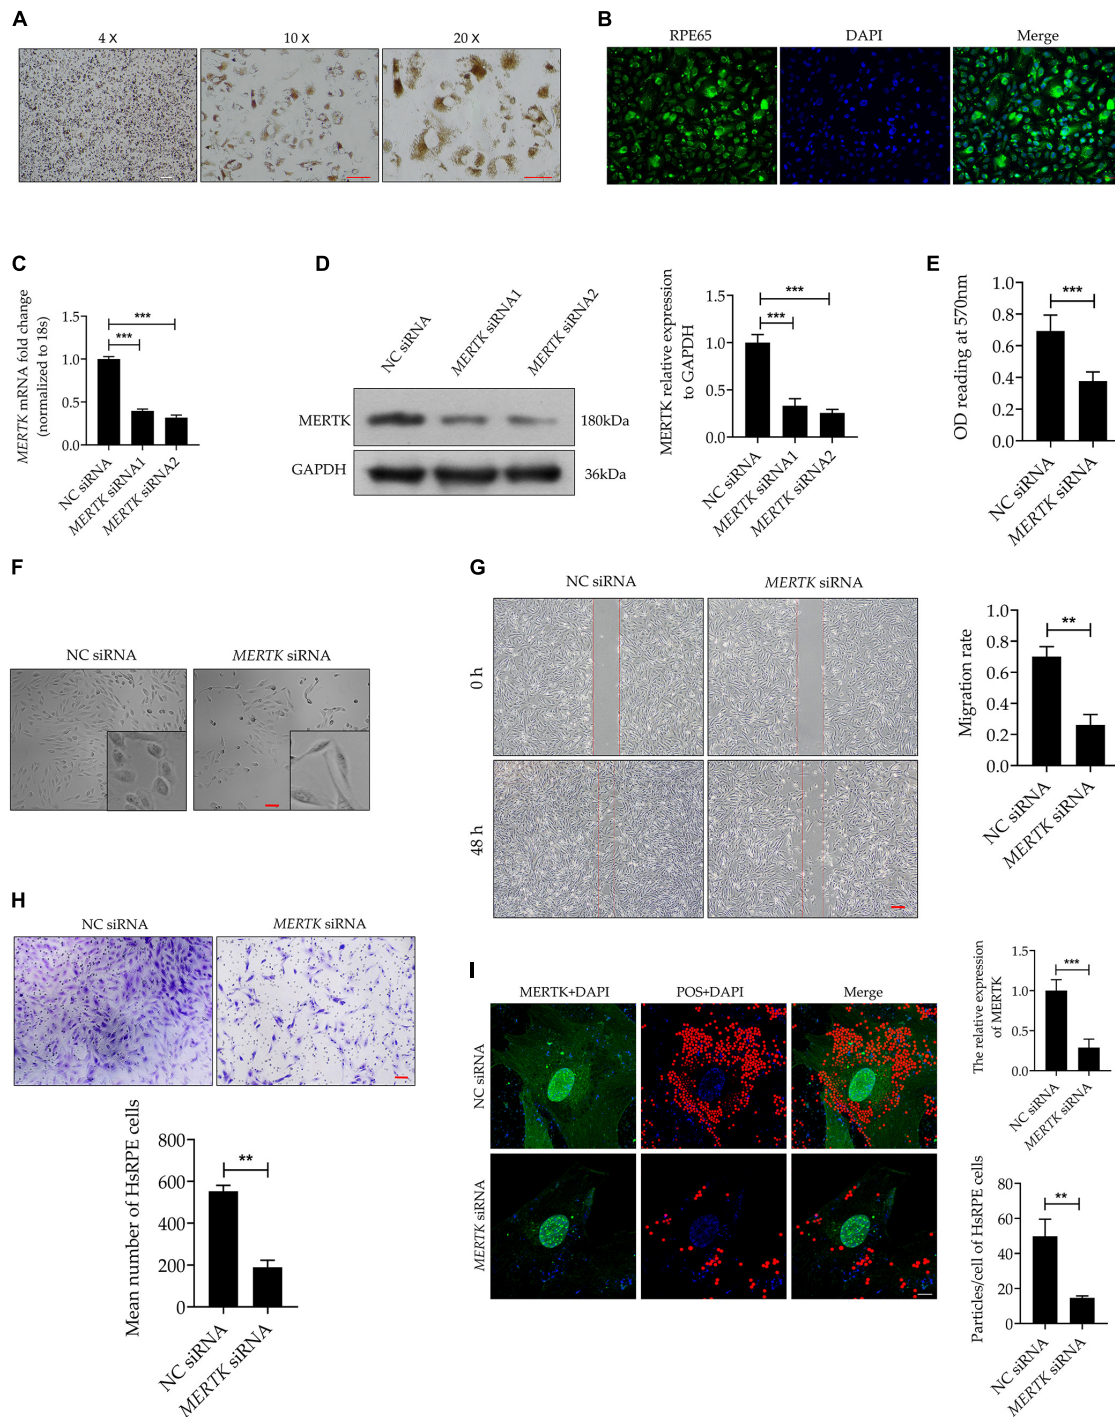 A
4 X
10 X
20 X
B
RPE65
DAPI
Merge
C
MERTK mRNA fold change
(normalized to 18s)
1.5
1.0
0.5
0.0
***
***
NC siRNA
MERTK siRNA1
MERTK siRNA2
D
NC siRNA
MERTK siRNA1
MERTK siRNA2
MERTK
180kDa
GAPDH
36kDa
MERTK relative expression
to GAPDH
1.5
1.0
0.5
0.0
***
***
NC siRNA
MERTK siRNA1
MERTK siRNA2
E
OD reading at 570nm
1.0
0.8
0.6
0.4
0.2
0.0
***
NC siRNA
MERTK siRNA
F
NC siRNA
MERTK siRNA
G
NC siRNA
MERTK siRNA
0 h
48 h
Migration rate
1.0
0.8
0.6
0.4
0.2
0.0
**
NC siRNA
MERTK siRNA
H
NC siRNA
MERTK siRNA
Mean number of HsRPE cells
800
600
400
200
0
**
NC siRNA
MERTK siRNA
I
MERTK+DAPI
POS+DAPI
Merge
NC siRNA
MERTK siRNA
The relative expression
of MERTK
1.5
1.0
0.5
0.0
***
NC siRNA
MERTK siRNA
Particles/cell of HsRPE cells
80
60
40
20
0
**
NC siRNA
MERTK siRNA